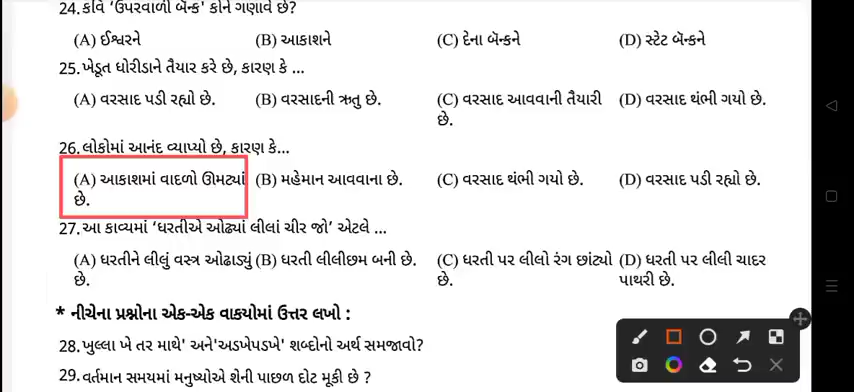 24. કવિ 'ઉપરવાળી બૅન્ક' કોને ગણાવે છે?
(A) ઈશ્વરને (B) આકાશને (C) દેના બૅન્કને (D) સ્ટેટ બૅન્કને
25. ખેડૂત ધોરીડાને તૈયાર કરે છે, કારણ કે ...
(A) વરસાદ પડી રહ્યો છે. (B) વરસાદની ઋતુ છે. (C) વરસાદ આવવાની તૈયારી (D) વરસાદ થંભી ગયો છે.
છે.
26. લોકોમાં આનંદ વ્યાપ્યો છે, કારણ કે...
(A) આકાશમાં વાદળો ઊમટ્યાં (B) મહેમાન આવવાના છે. (C) વરસાદ થંભી ગયો છે. (D) વરસાદ પડી રહ્યો છે.
છે.
27. આ કાવ્યમાં 'ધરતીએ ઓઢ્યાં લીલાં ચીર જો' એટલે ...
(A) ધરતીને લીલું વસ્ત્ર ઓઢાડ્યું (B) ધરતી લીલીછમ બની છે. (C) ધરતી પર લીલો રંગ છાંટ્યો (D) ધરતી પર લીલી ચાદર
છે. છે. પાથરી છે.
* નીચેના પ્રશ્નોના એક-એક વાક્યોમાં ઉત્તર લખો :
28. ખુલ્લા ખે તર માથે' અને'અડખેપડખે' શબ્દોનો અર્થ સમજાવો?
29. વર્તમાન સમયમાં મનુષ્યોએ શેની પાછળ દોટ મૂકી છે ?